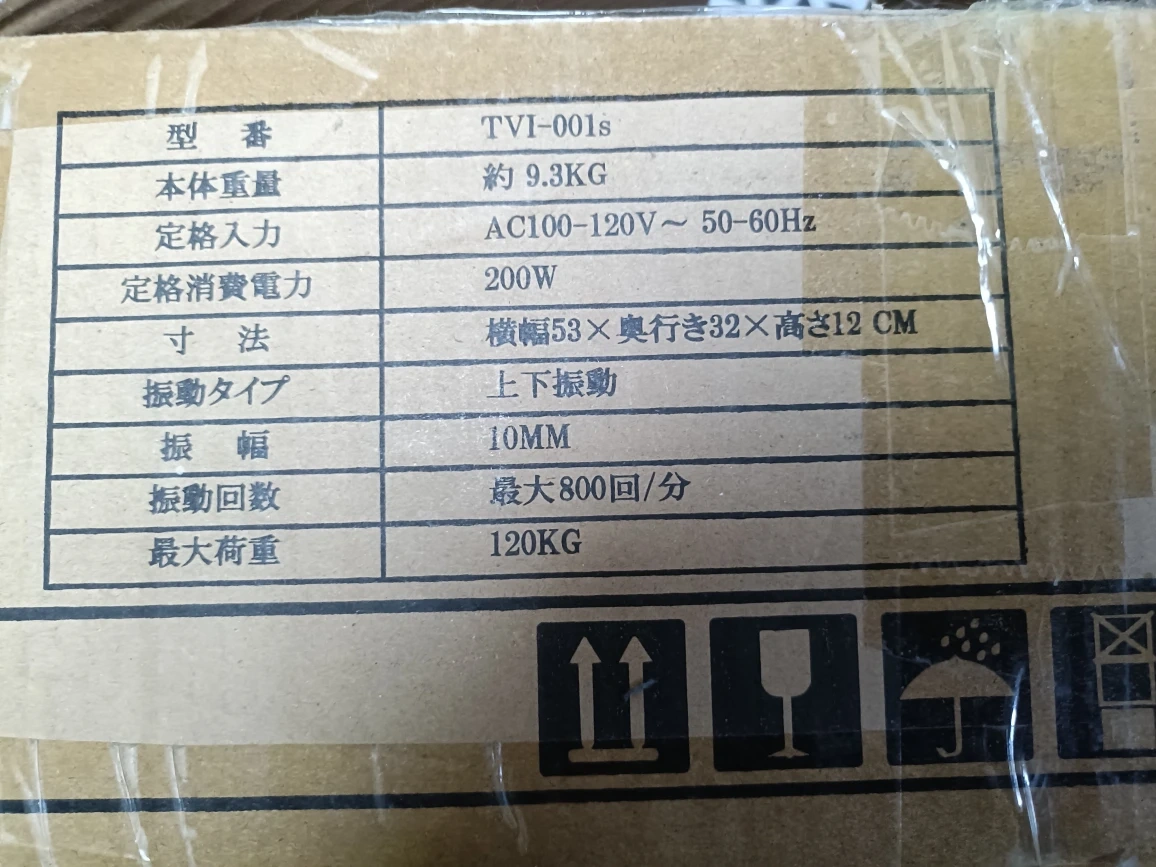 型 番 TVI-001s
本体重量 約 9.3KG
定格入力 AC100-120V～ 50-60Hz
定格消費電力 200W
寸 法 横幅53×奥行き32×高さ12 CM
振動タイプ 上下振動
振 幅 10MM
振動回数 最大800回/分
最大荷重 120KG